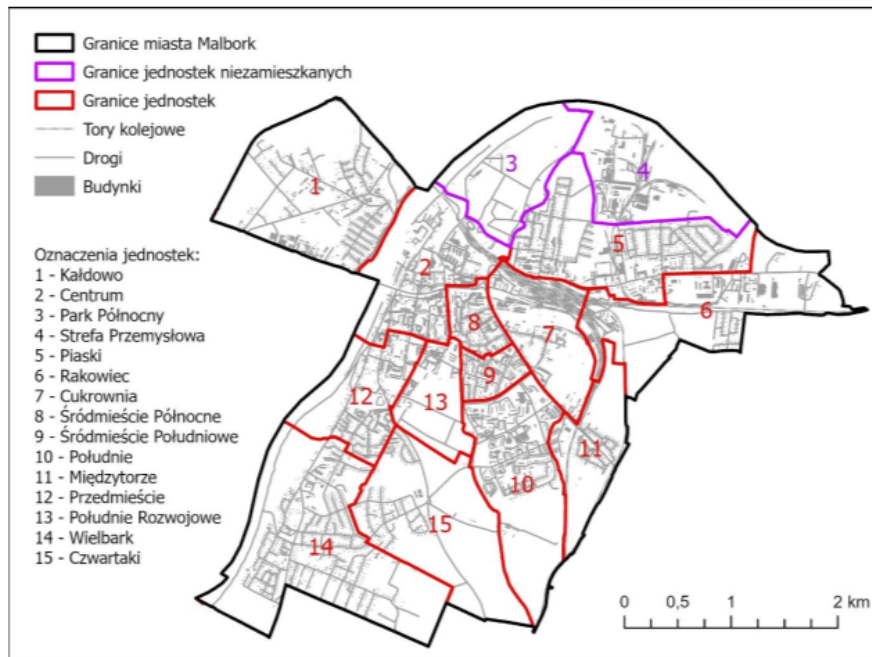 Granice miasta Malbork
Granice jednostek niezamieszkanych
Granice jednostek
Tory kolejowe
Drogi
Budynki
Oznaczenia jednostek:
1 - Kałdowo
2 - Centrum
3 - Park Północny
4 - Strefa Przemysłowa
5 - Piaski
6 - Rakowiec
7 - Cukrownia
8 - Śródmieście Północne
9 - Śródmieście Południowe
10 - Południe
11 - Międzytorze
12 - Przedmieście
13 - Południe Rozwojowe
14 - Wielbark
15 - Czwartaki
1
2
3
4
5
6
7
8
9
10
11
12
13
14
15
0 0,5 1 2 km